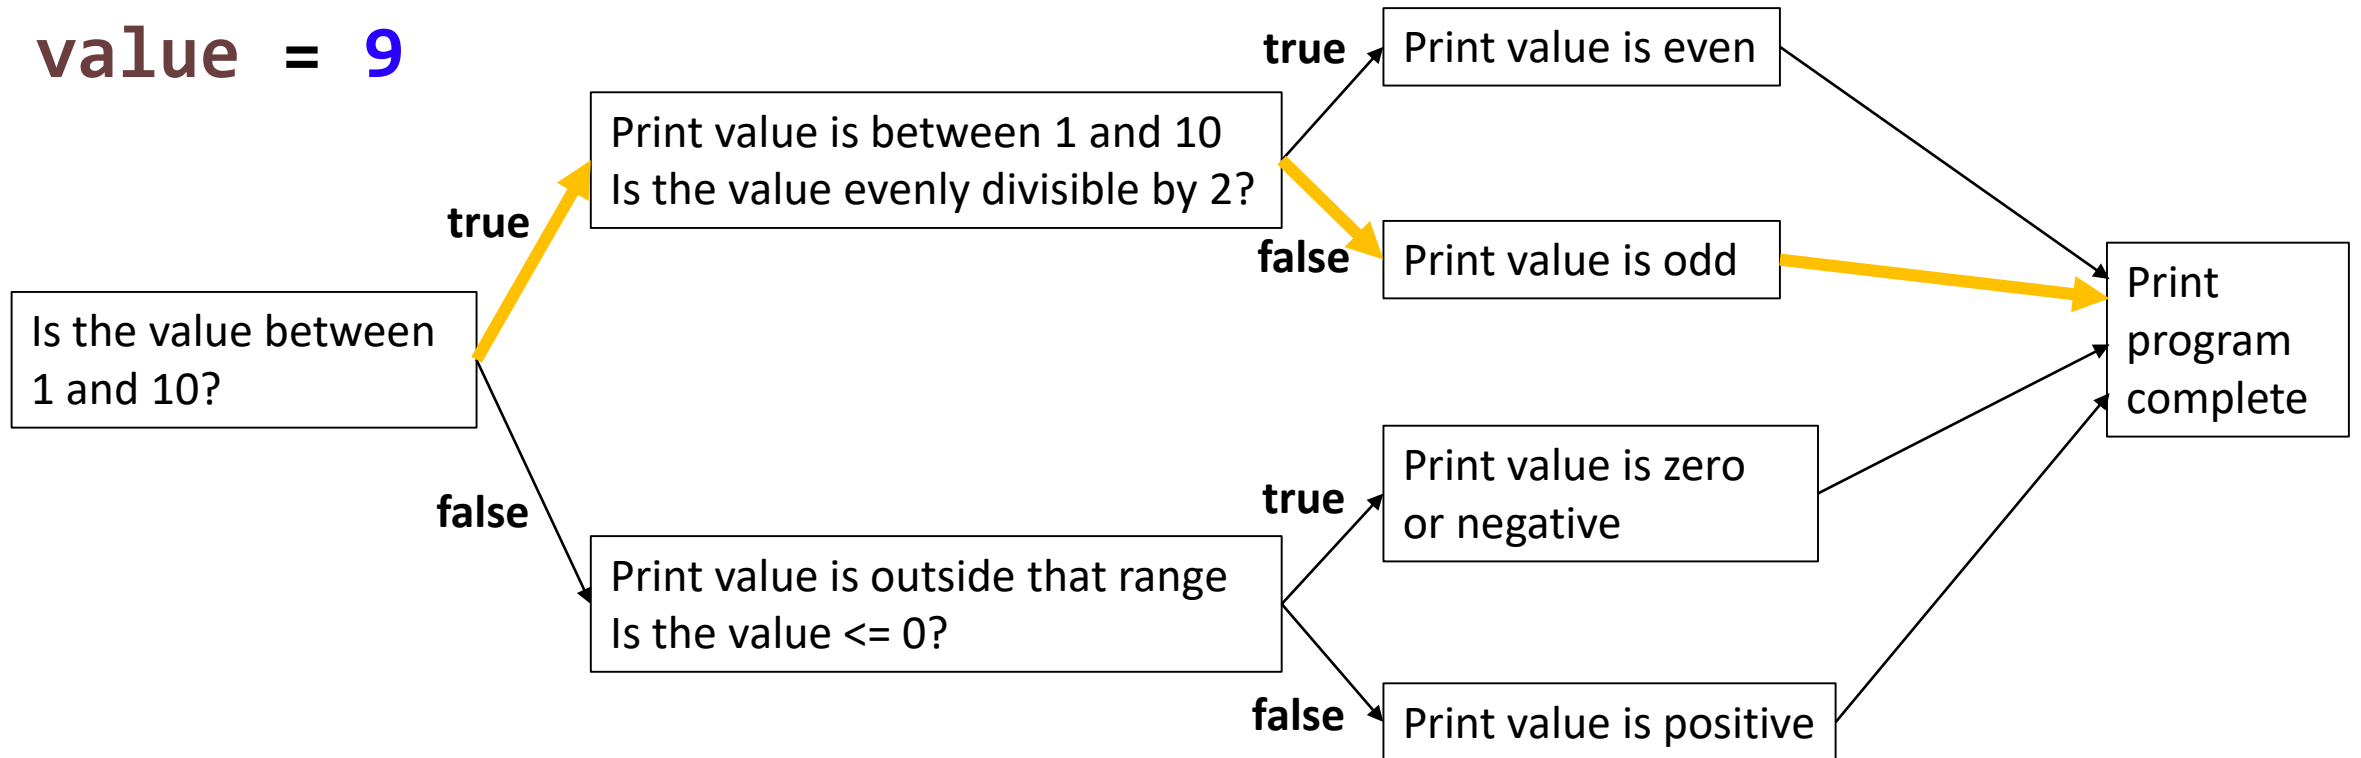 value = 9
Is the value between
1 and 10?
true
Print value is between 1 and 10
Is the value evenly divisible by 2?
true
Print value is even
false
Print value is odd
false
Print value is outside that range
Is the value <= 0?
true
Print value is zero
or negative
false
Print value is positive
Print
program
complete